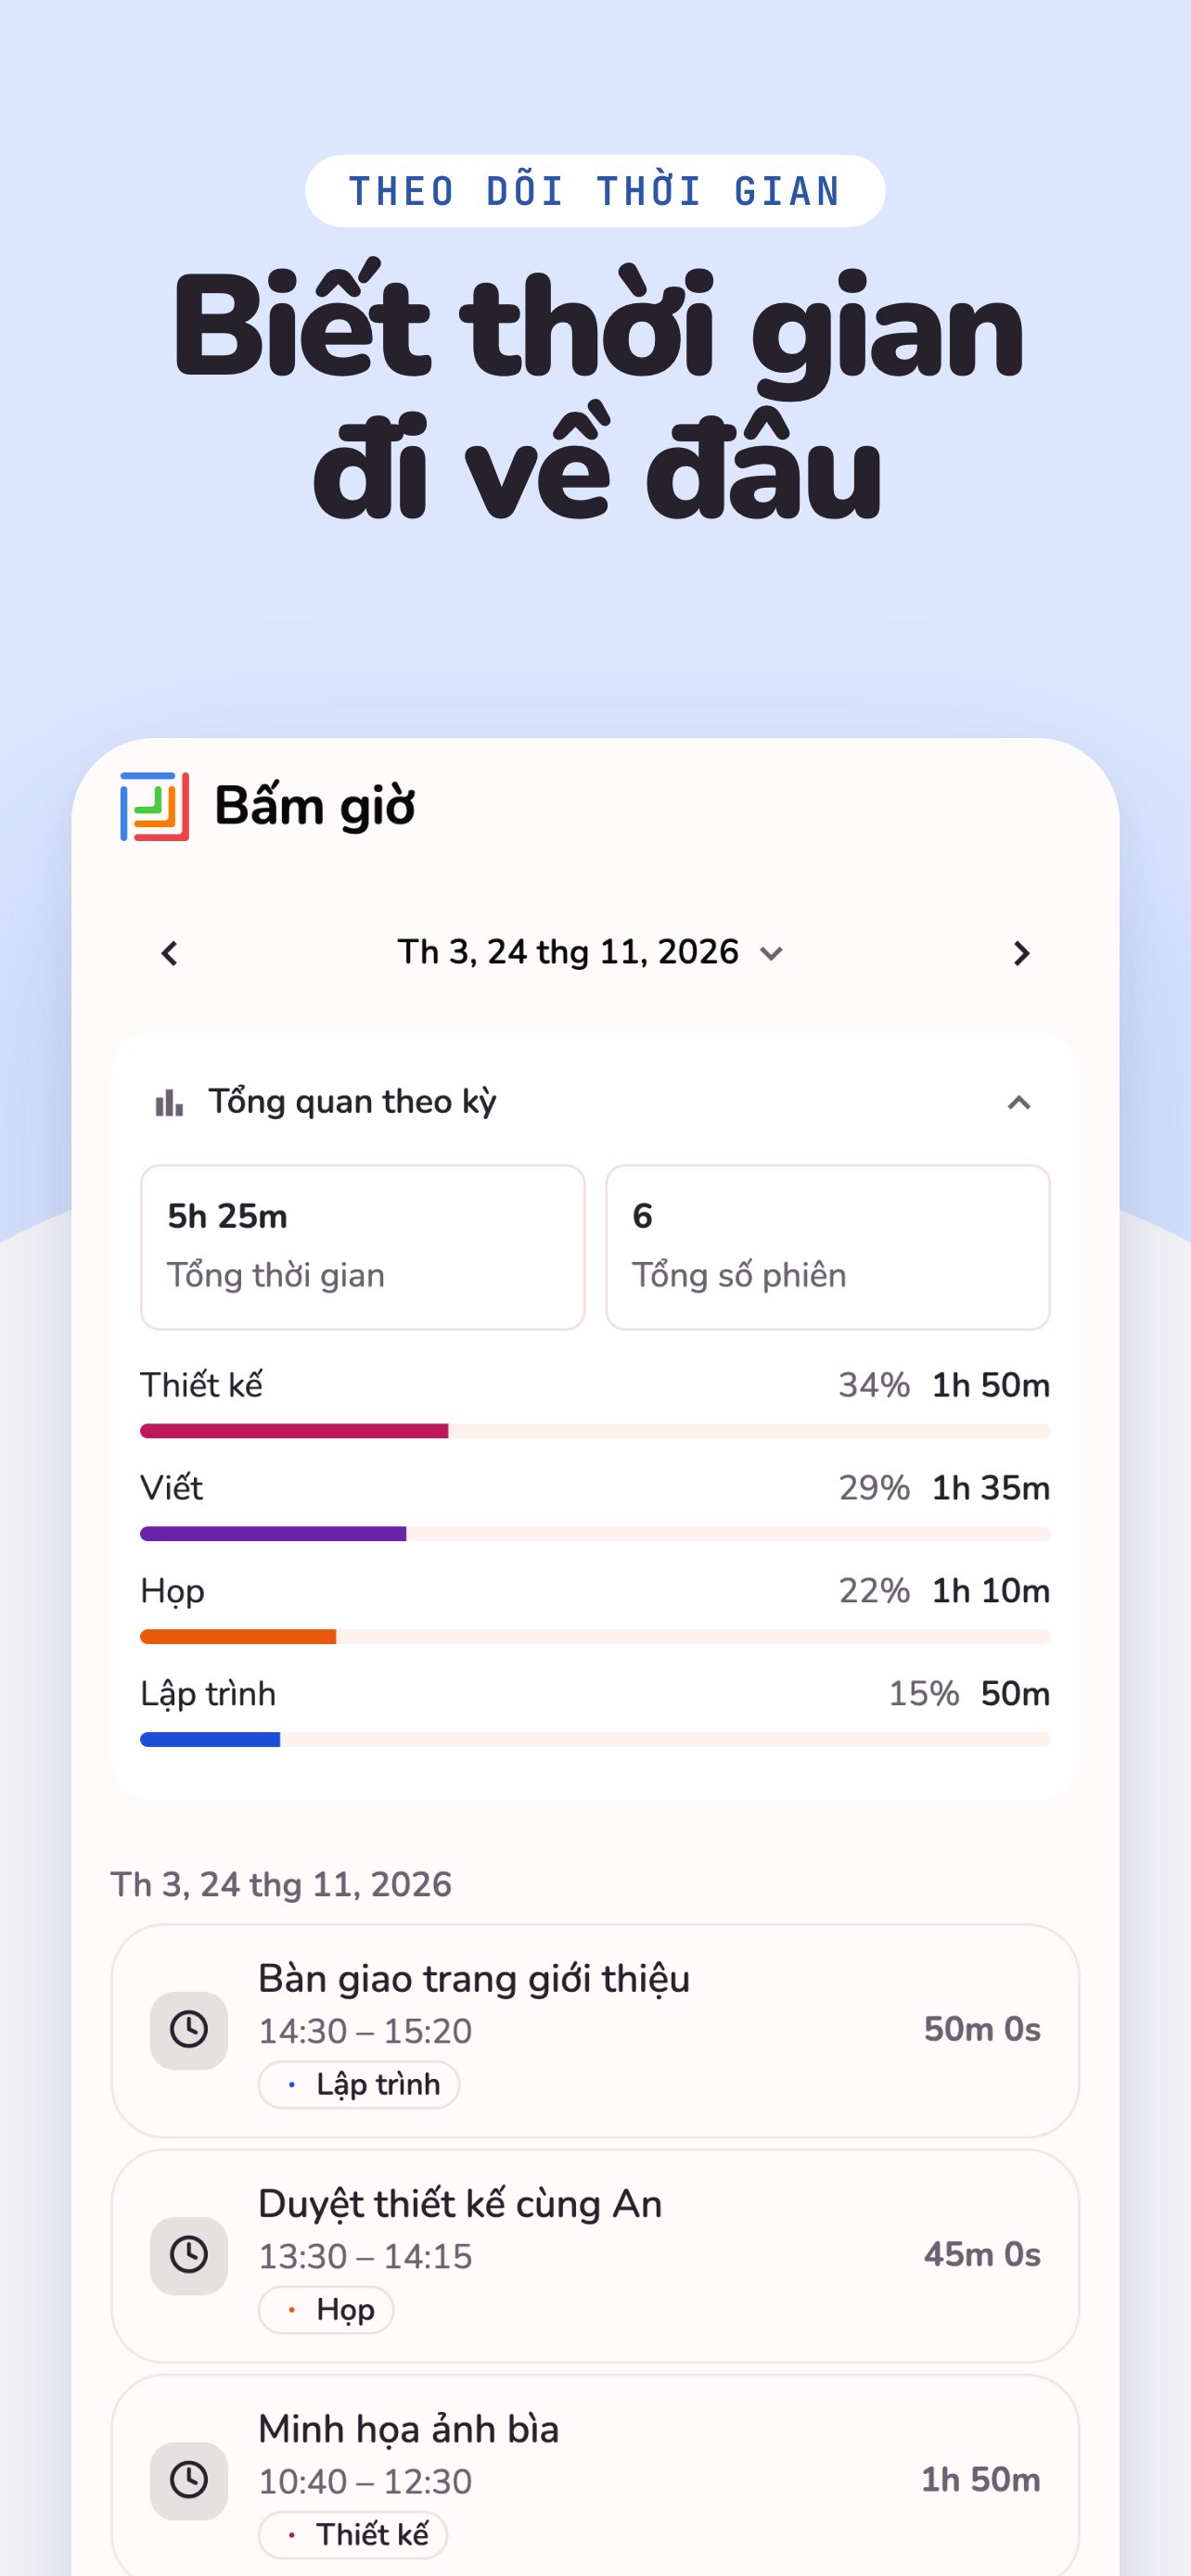 THEO DÕI THỜI GIAN
Biết thời gian
đi về đâu
Bấm giờ
Th 3, 24 thg 11, 2026
Tổng quan theo kỳ
5h 25m
Tổng thời gian
6
Tổng số phiên
Thiết kế 34% 1h 50m
Viết 29% 1h 35m
Họp 22% 1h 10m
Lập trình 15% 50m
Th 3, 24 thg 11, 2026
Bàn giao trang giới thiệu
14:30 – 15:20
50m 0s
Lập trình
Duyệt thiết kế cùng An
13:30 – 14:15
45m 0s
Họp
Minh họa ảnh bìa
10:40 – 12:30
1h 50m
Thiết kế